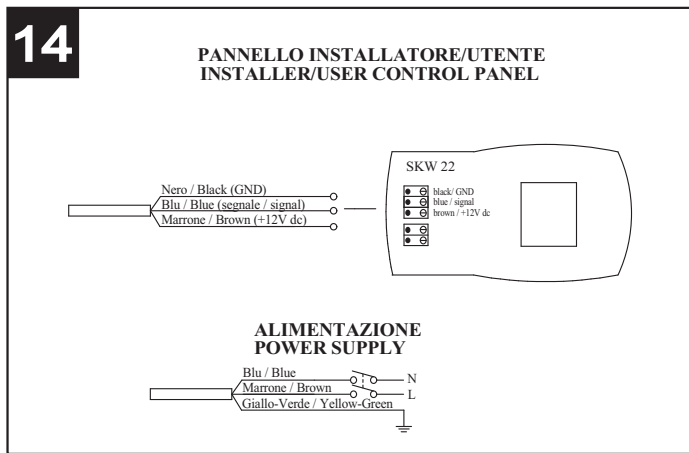 14
PANNELLO INSTALLATORE/UTENTE
INSTALLER/USER CONTROL PANEL
SKW 22
Nero / Black (GND)
Blu / Blue (segnale / signal)
Marrone / Brown (+12V dc)
black/ GND
blue / signal
brown / +12V dc
ALIMENTAZIONE
POWER SUPPLY
Blu / Blue
N
Marrone / Brown
L
Giallo-Verde / Yellow-Green